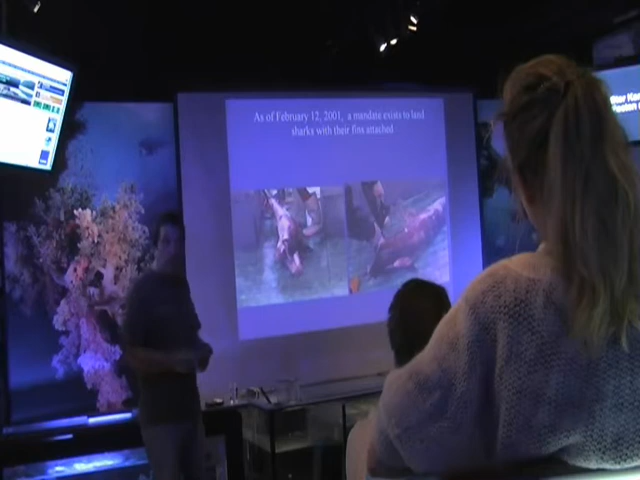 As of February 12, 2001, a mandate exists to land
sharks with their fins attached